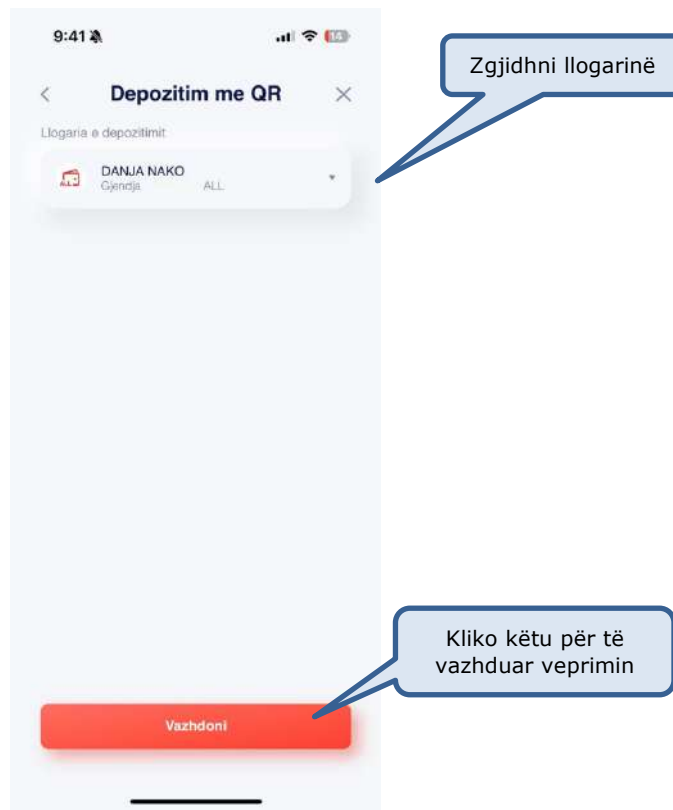 9:41
14
Zgjidhni llogarinë
Depozitim me QR
Llogaria e depozitimit
DANJA NAKO
Gjendja ALL
Kliko këtu për të
vazhduar veprimin
Vazhdoni